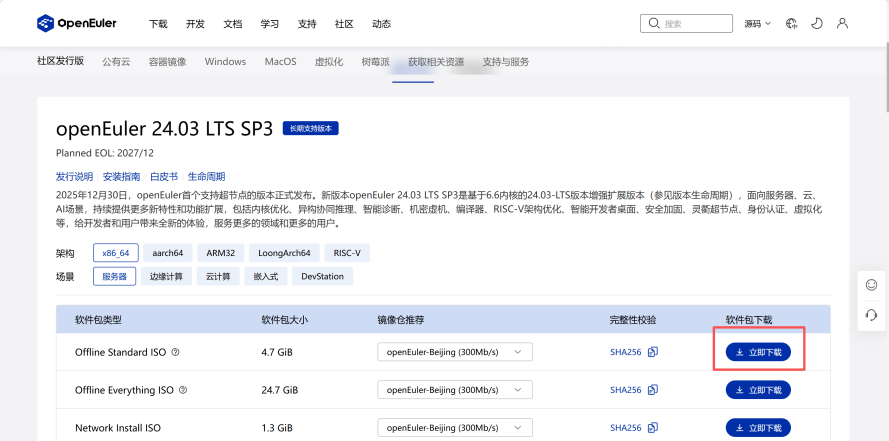 OpenEuler 下载 开发 文档 学习 支持 社区 动态 搜索 源码
社区发行版 公有云 容器镜像 Windows MacOS 虚拟化 树莓派 获取相关资源 支持与服务
openEuler 24.03 LTS SP3 长期支持版本
Planned EOL: 2027/12
发行说明 安装指南 白皮书 生命周期
2025年12月30日，openEuler首个支持超节点的版本正式发布。新版本openEuler 24.03 LTS SP3是基于6.6内核的24.03-LTS版本增强扩展版本（参见版本生命周期），面向服务器、云、
AI场景，持续提供更多新特性和功能扩展，包括内核优化、异构协同推理、智能诊断、机密虚机、编译器、RISC-V架构优化、智能开发者桌面、安全加固、灵衢超节点、身份认证、虚拟化
等，给开发者和用户带来全新的体验，服务更多的领域和更多的用户。
架构 x86_64 aarch64 ARM32 LoongArch64 RISC-V
场景 服务器 边缘计算 云计算 嵌入式 DevStation
软件包类型 软件包大小 镜像仓推荐 完整性校验 软件包下载
Offline Standard ISO 4.7 GiB openEuler-Beijing (300Mb/s) SHA256 立即下载
Offline Everything ISO 24.7 GiB openEuler-Beijing (300Mb/s) SHA256 立即下载
Network Install ISO 1.3 GiB openEuler-Beijing (300Mb/s) SHA256 立即下载